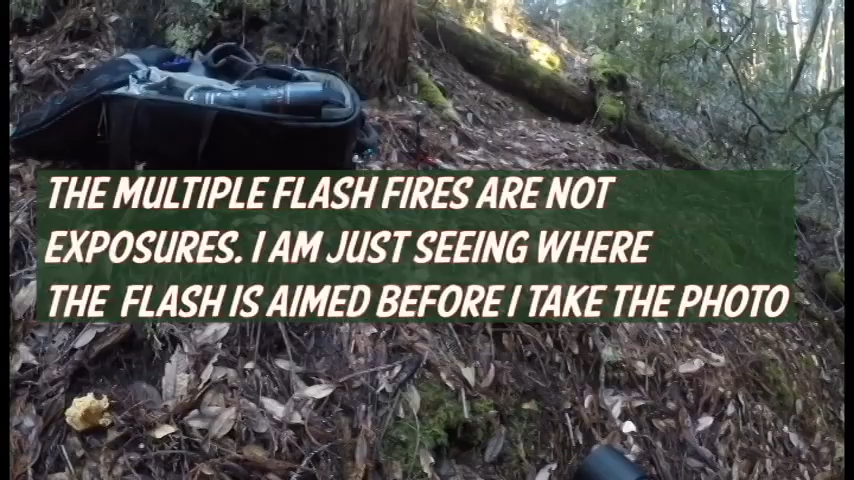 THE MULTIPLE FLASH FIRES ARE NOT
EXPOSURES. I AM JUST SEEING WHERE
THE FLASH IS AIMED BEFORE I TAKE THE PHOTO